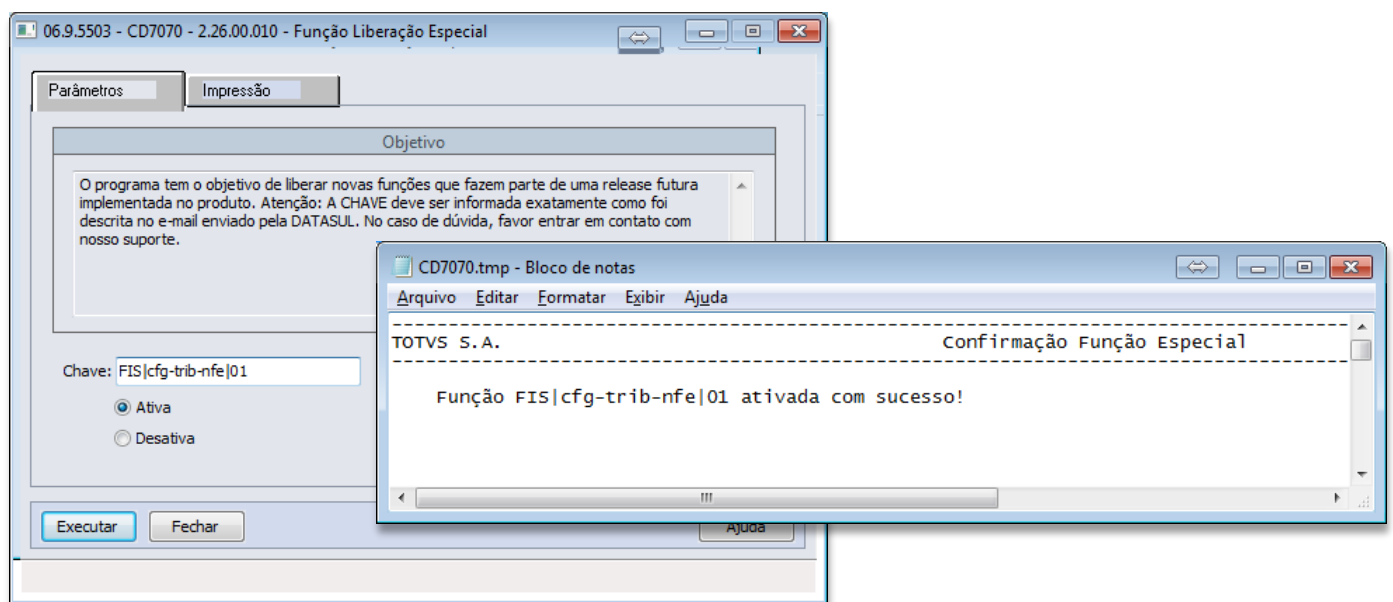 06.9.5503 - CD7070 - 2.26.00.010 - Função Liberação Especial
Parâmetros
Impressão
Objetivo
O programa tem o objetivo de liberar novas funções que fazem parte de uma release futura
implementada no produto. Atenção: A CHAVE deve ser informada exatamente como foi
descrita no e-mail enviado pela DATASUL. No caso de dúvida, favor entrar em contato com
nosso suporte.
Chave: FIS|cfg-trib-nfe|01
Ativa
Desativa
Executar
Fechar
Ajuda
CD7070.tmp - Bloco de notas
Arquivo Editar Formatar Exibir Ajuda
TOTVS S.A. Confirmação Função Especial
Função FIS|cfg-trib-nfe|01 ativada com sucesso!